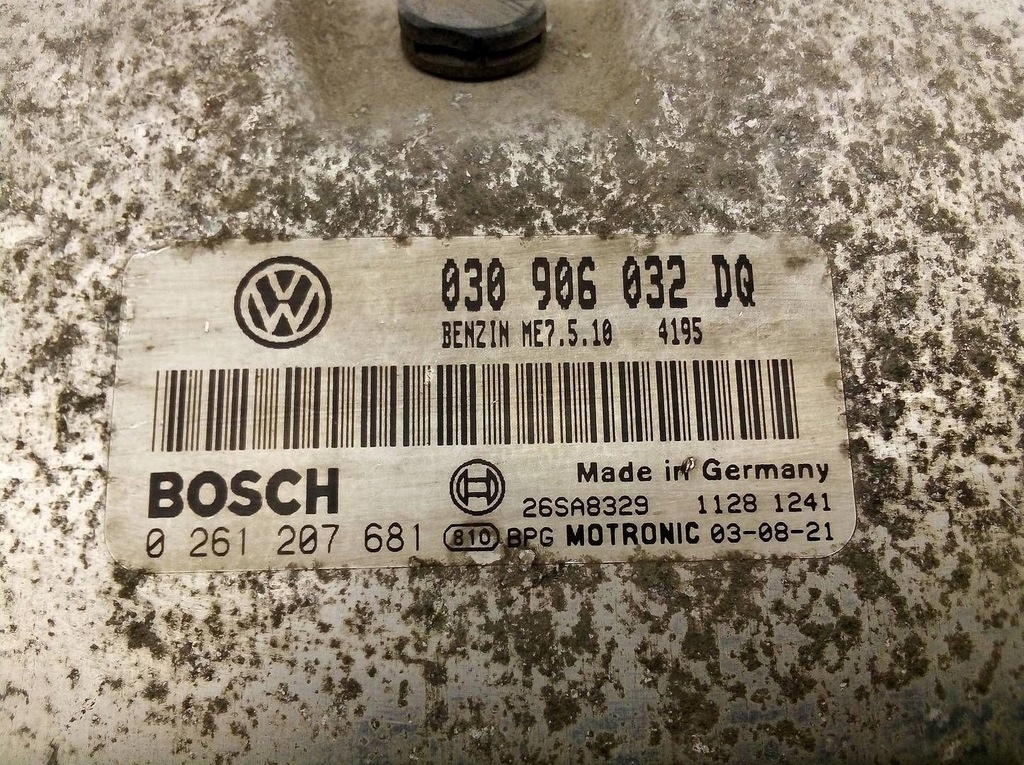 030 906 032 DQ
BENZIN ME7.5.10 4195
BOSCH
Made in Germany
26SA8329 1128 1241
0 261 207 681 810 BPG MOTRONIC 03-08-21